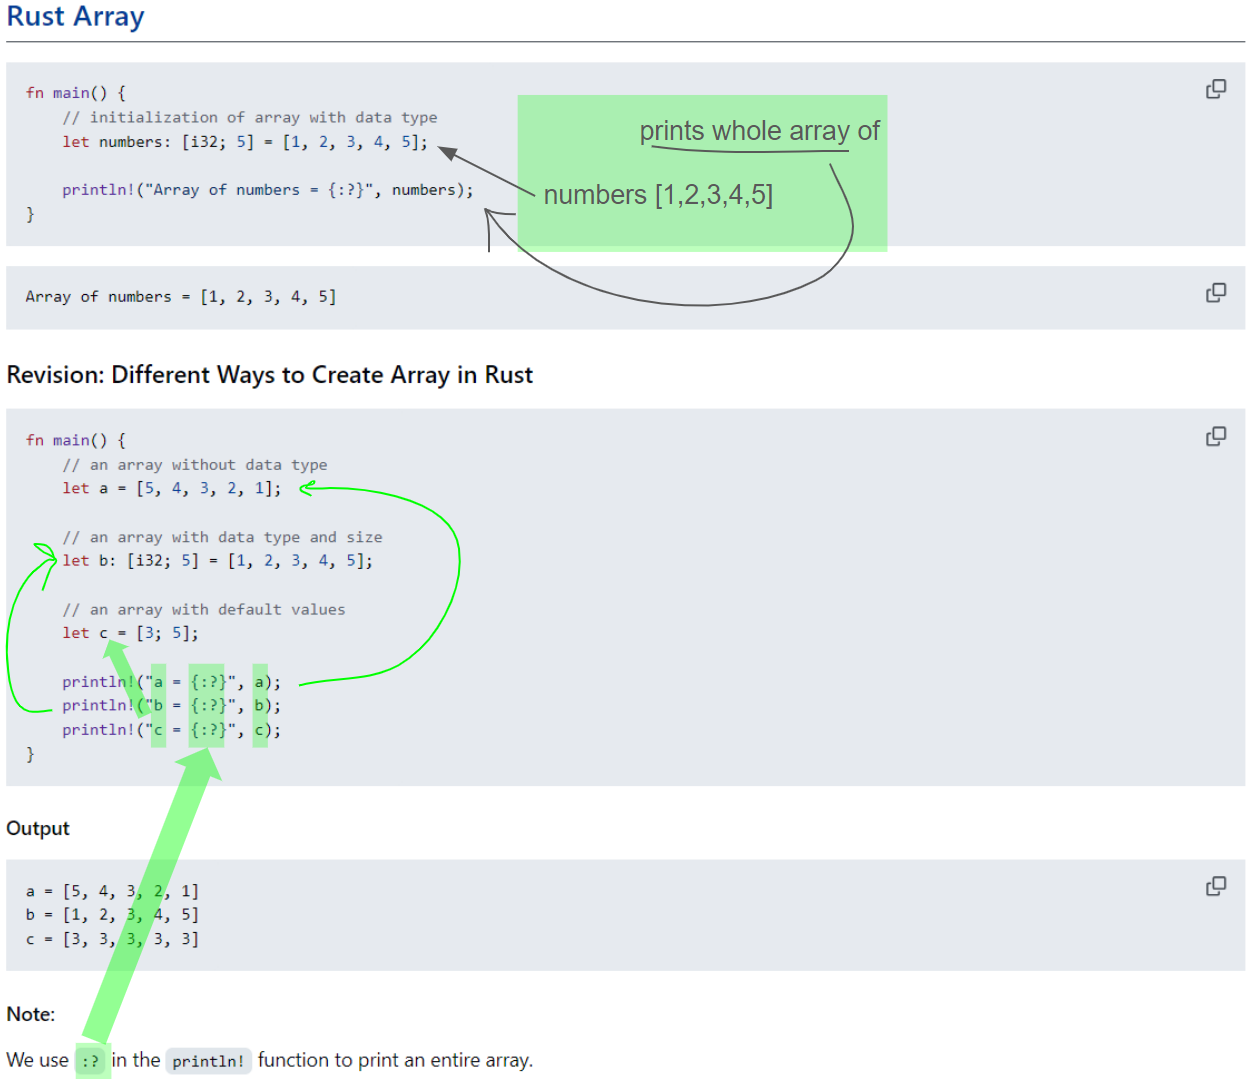 Rust Array
fn main() {
// initialization of array with data type
let numbers: [i32; 5] = [1, 2, 3, 4, 5];
println!("Array of numbers = {:?}", numbers);
}
prints whole array of
numbers [1,2,3,4,5]
Array of numbers = [1, 2, 3, 4, 5]
Revision: Different Ways to Create Array in Rust
fn main() {
// an array without data type
let a = [5, 4, 3, 2, 1];
// an array with data type and size
let b: [i32; 5] = [1, 2, 3, 4, 5];
// an array with default values
let c = [3; 5];
println!("a = {:?}", a);
println!("b = {:?}", b);
println!("c = {:?}", c);
}
Output
a = [5, 4, 3, 2, 1]
b = [1, 2, 3, 4, 5]
c = [3, 3, 3, 3, 3]
Note:
We use :? in the println! function to print an entire array.